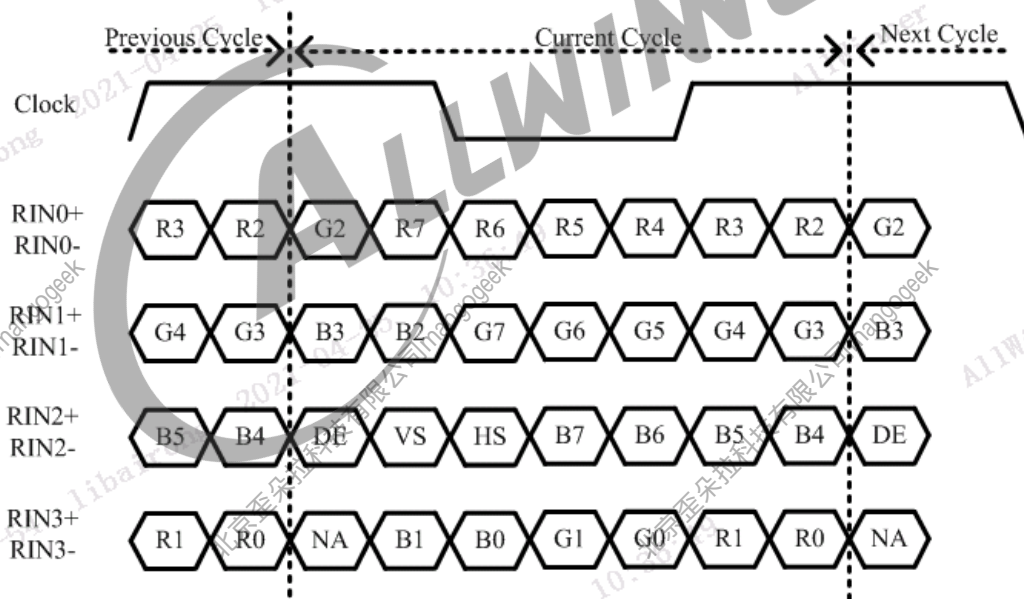 Previous Cycle
Current Cycle
Next Cycle
Clock
RIN0+
RIN0-
R3 R2 G2 R7 R6 R5 R4 R3 R2 G2
RIN1+
RIN1-
G4 G3 B3 B2 G7 G6 G5 G4 G3 B3
RIN2+
RIN2-
B5 B4 DE VS HS B7 B6 B5 B4 DE
RIN3+
RIN3-
R1 R0 NA B1 B0 G1 G0 R1 R0 NA